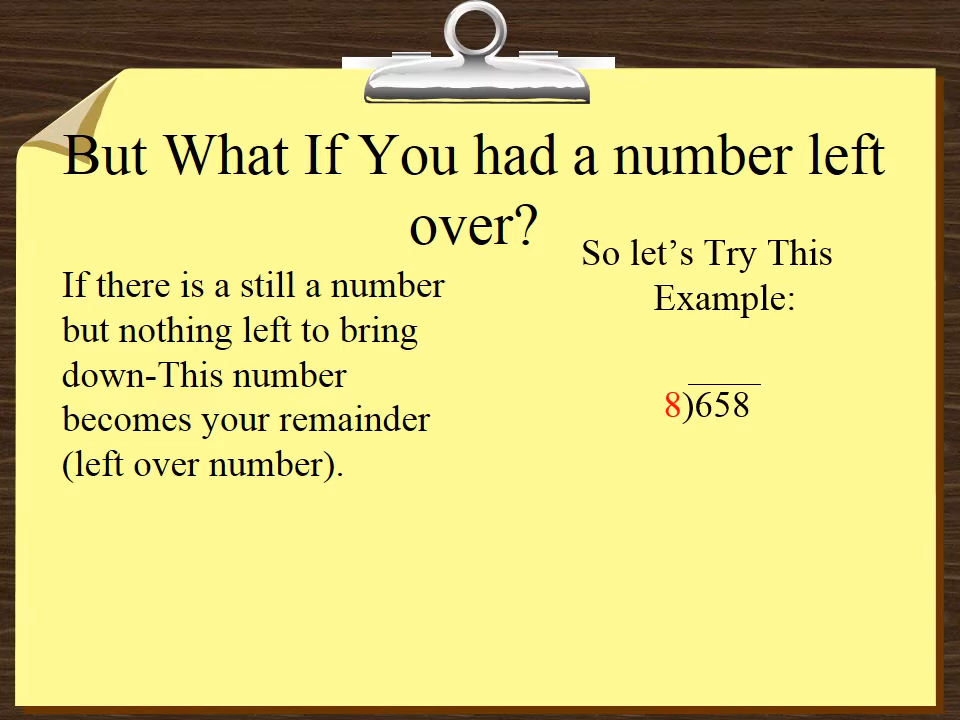 But What If You had a number left
over?
If there is a still a number
but nothing left to bring
down-This number
becomes your remainder
(left over number).
So let’s Try This
Example:
8)658